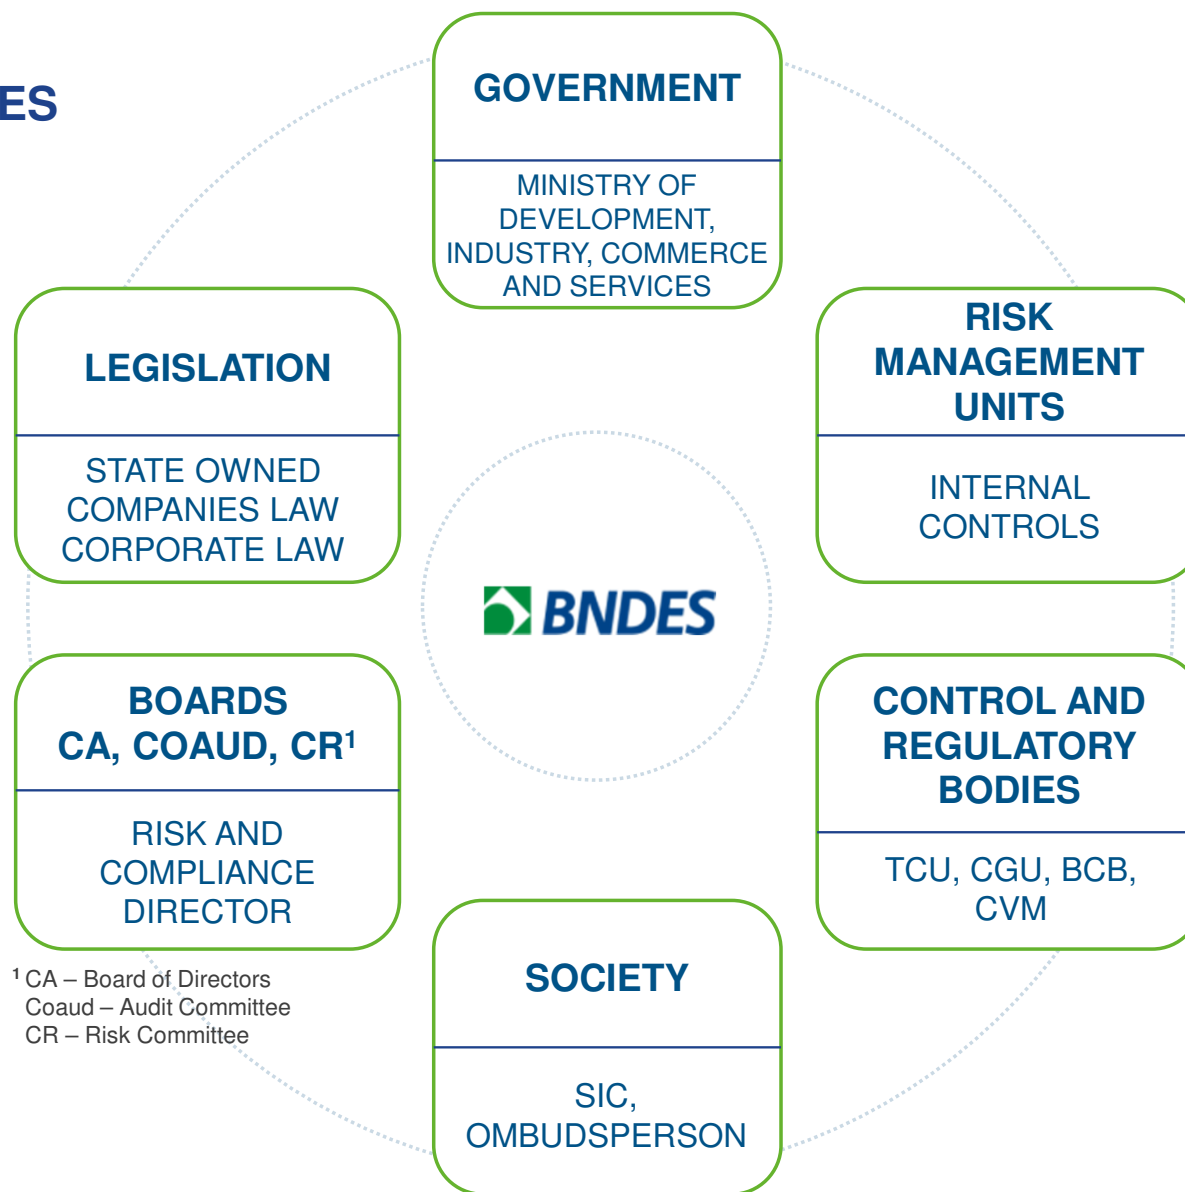 ES
GOVERNMENT
MINISTRY OF
DEVELOPMENT,
INDUSTRY, COMMERCE
AND SERVICES
LEGISLATION
STATE OWNED
COMPANIES LAW
CORPORATE LAW
RISK
MANAGEMENT
UNITS
INTERNAL
CONTROLS
BNDES
BOARDS
CA, COAUD, CR¹
RISK AND
COMPLIANCE
DIRECTOR
CONTROL AND
REGULATORY
BODIES
TCU, CGU, BCB,
CVM
¹ CA – Board of Directors
Coaud – Audit Committee
CR – Risk Committee
SOCIETY
SIC,
OMBUDSPERSON